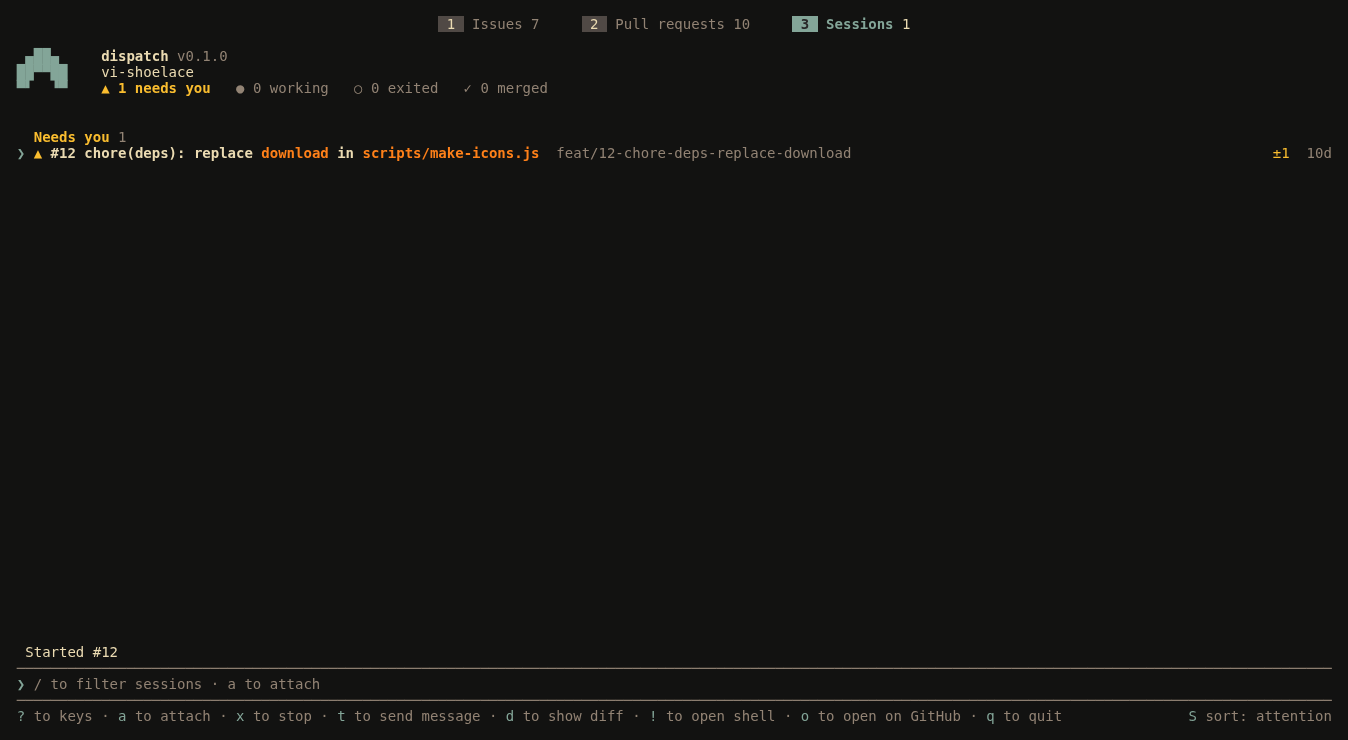 1 Issues 7 2 Pull requests 10 3 Sessions 1
dispatch v0.1.0
vi-shoelace
▲ 1 needs you ● 0 working ○ 0 exited ✓ 0 merged
Needs you 1
❯ ▲ #12 chore(deps): replace download in scripts/make-icons.js feat/12-chore-deps-replace-download ±1 10d
Started #12
❯ / to filter sessions · a to attach
? to keys · a to attach · x to stop · t to send message · d to show diff · ! to open shell · o to open on GitHub · q to quit S sort: attention